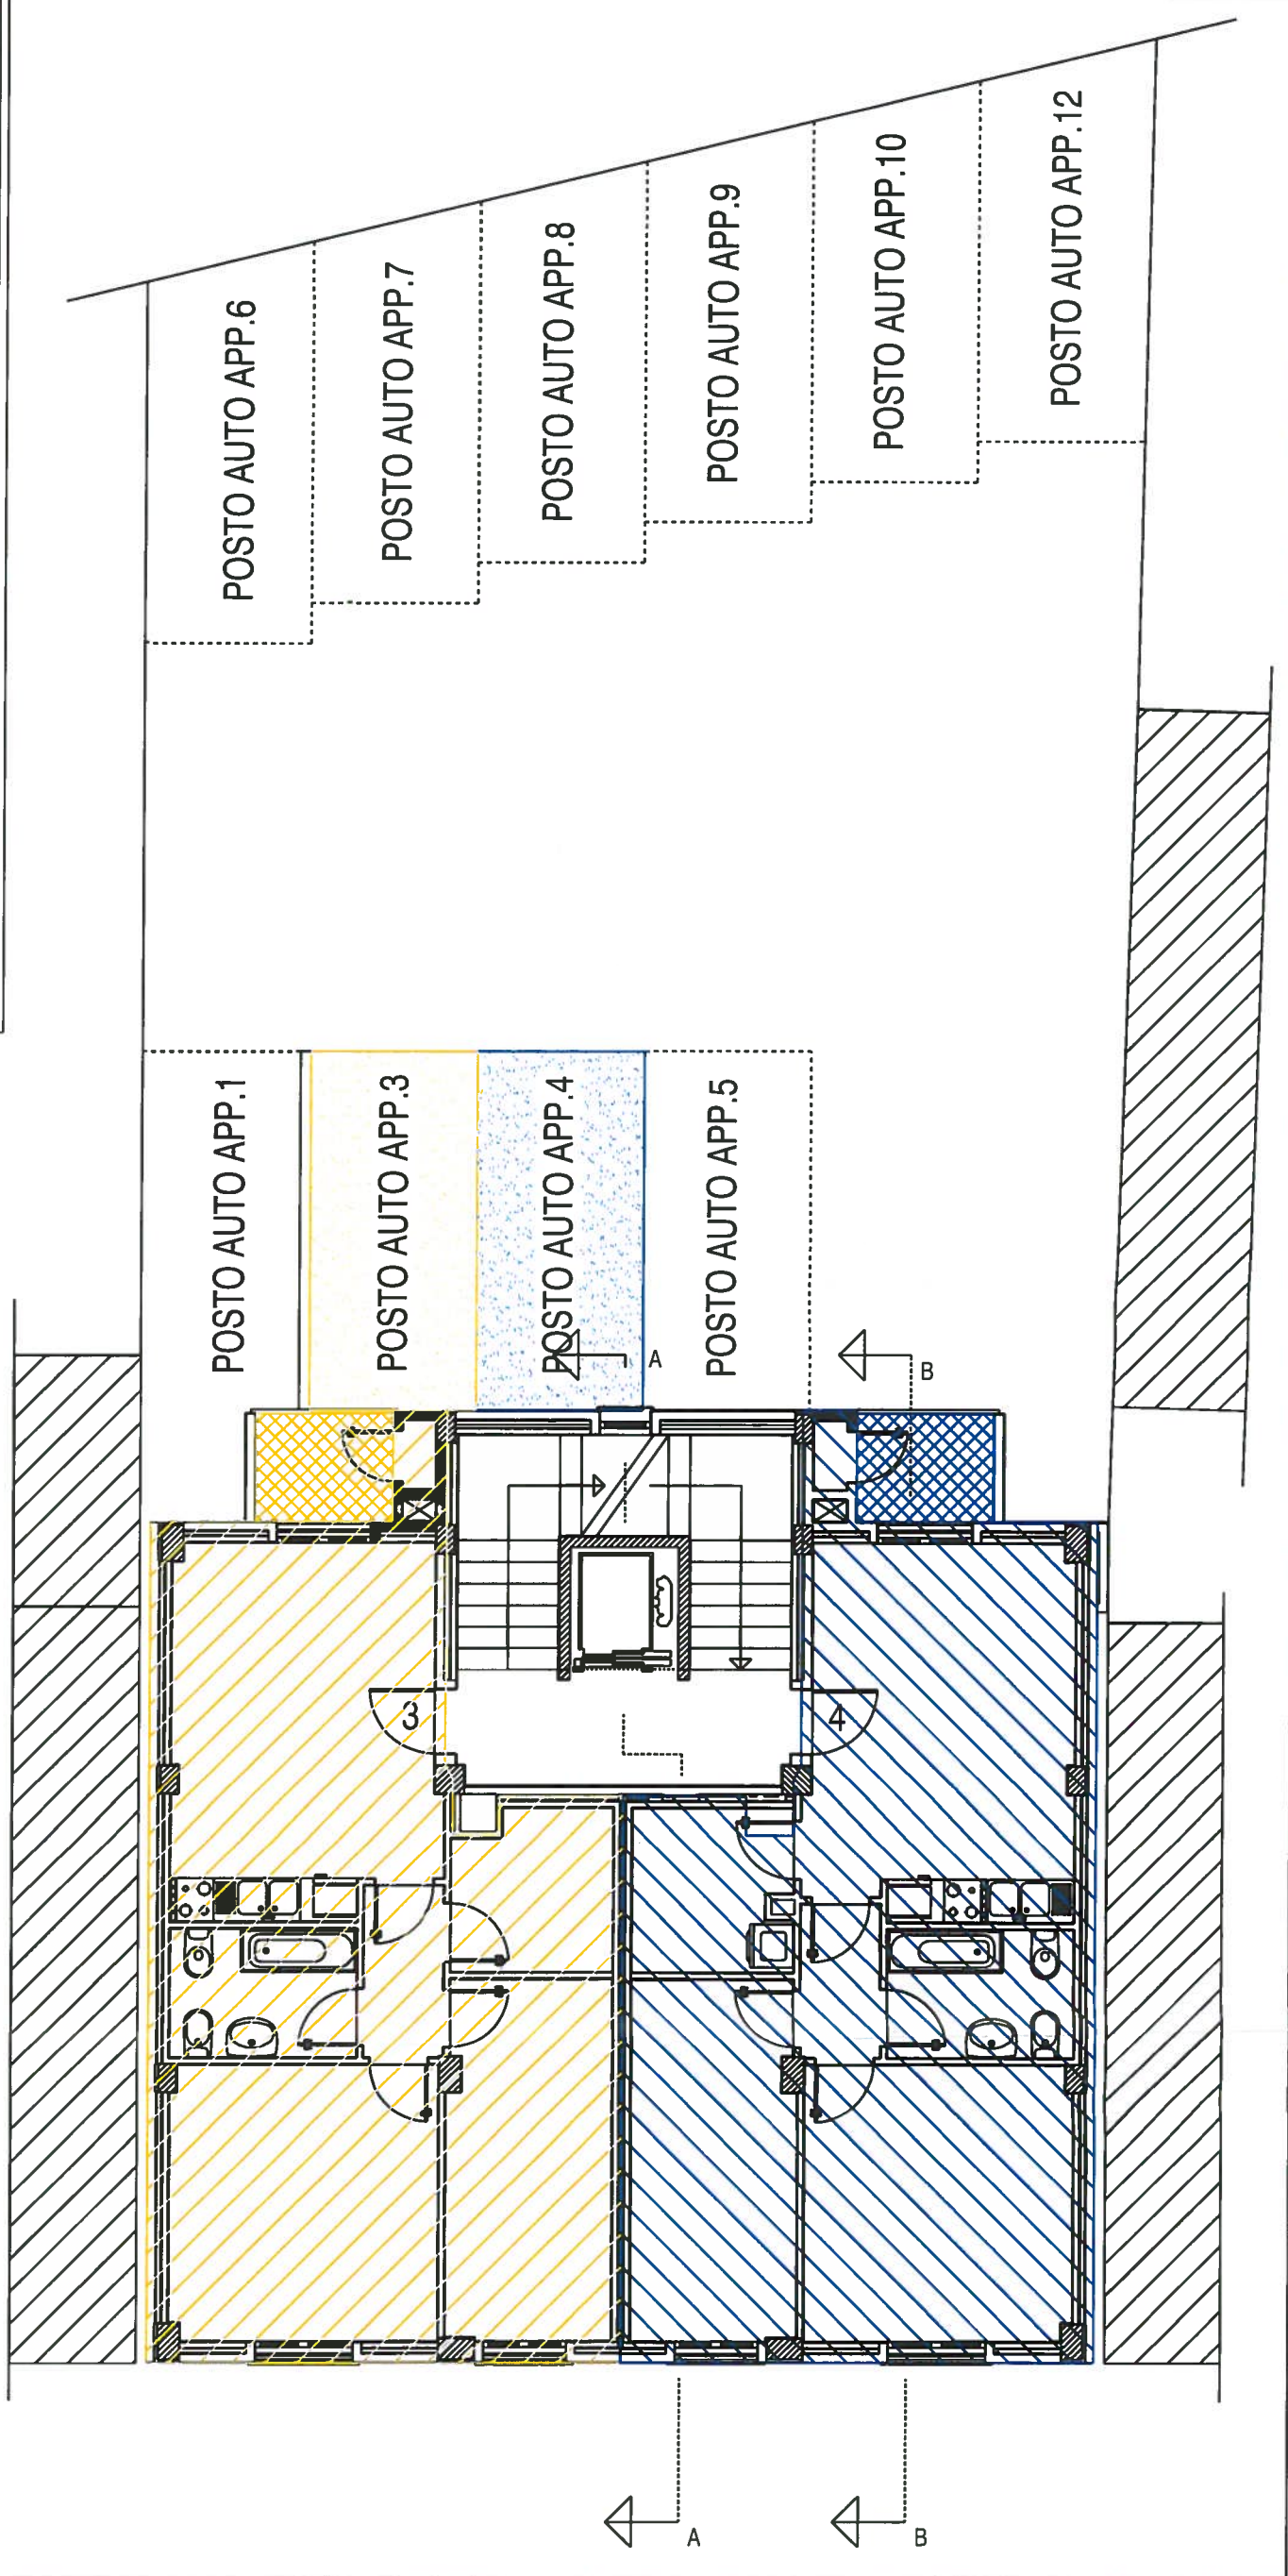 POSTO AUTO APP.6
POSTO AUTO APP.7
POSTO AUTO APP.8
POSTO AUTO APP.9
POSTO AUTO APP.10
POSTO AUTO APP.12
POSTO AUTO APP.1
POSTO AUTO APP.3
POSTO AUTO APP.4
POSTO AUTO APP.5
A
B
3
4
A
B